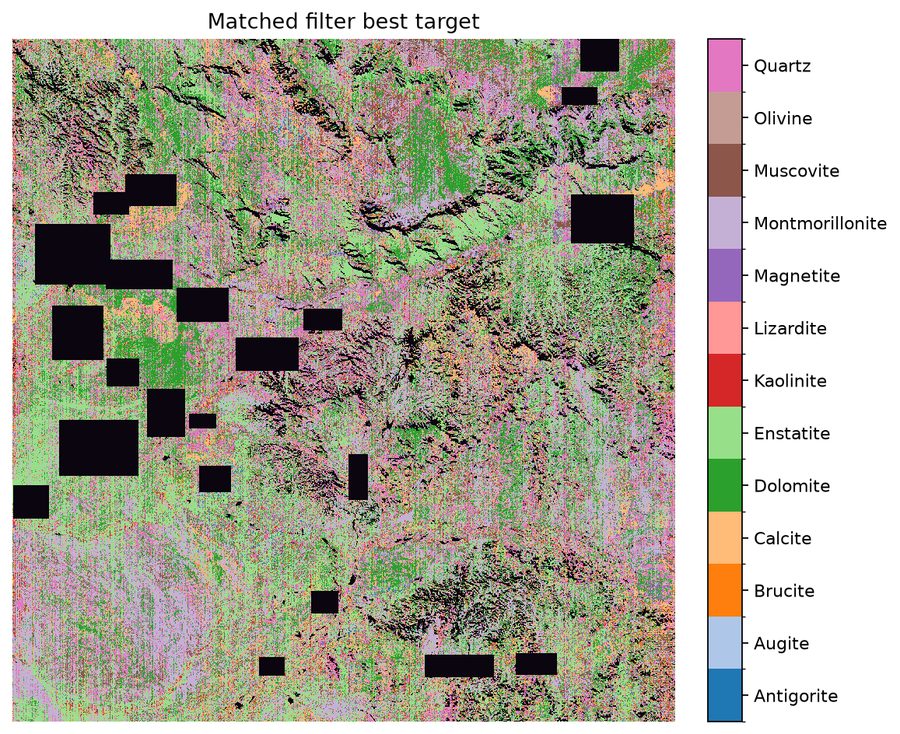 Matched filter best target
Quartz
Olivine
Muscovite
Montmorillonite
Magnetite
Lizardite
Kaolinite
Enstatite
Dolomite
Calcite
Brucite
Augite
Antigorite